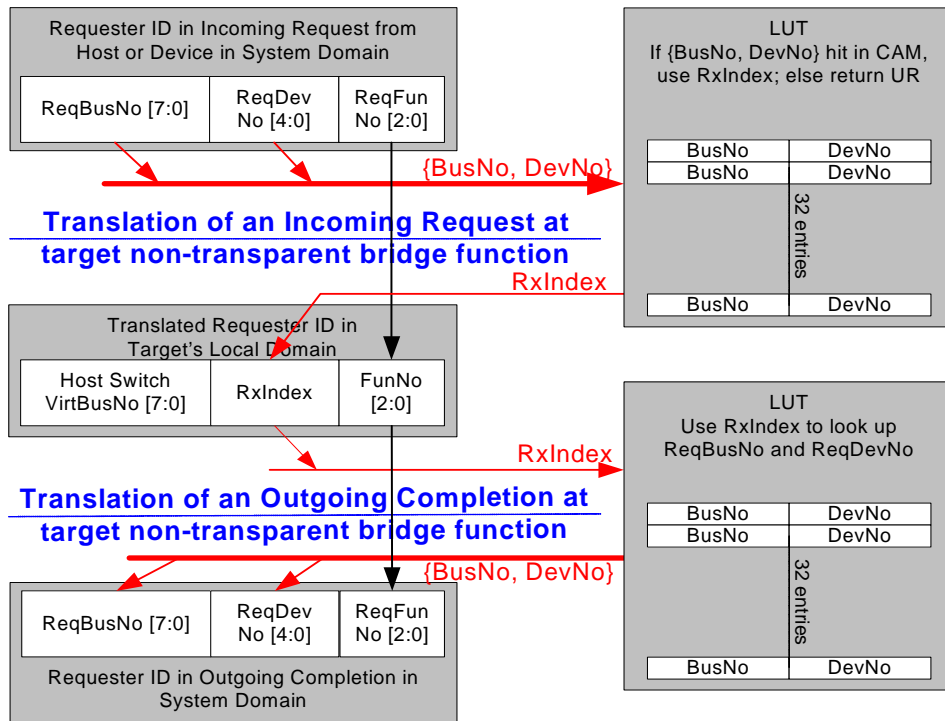 Requester ID in Incoming Request from
Host or Device in System Domain
ReqBusNo [7:0]
ReqDev
No [4:0]
ReqFun
No [2:0]
LUT
If {BusNo, DevNo} hit in CAM,
use RxIndex; else return UR
BusNo DevNo
BusNo DevNo
32 entries
BusNo DevNo
{BusNo, DevNo}
Translation of an Incoming Request at
target non-transparent bridge function
RxIndex
Translated Requester ID in
Target's Local Domain
Host Switch
VirtBusNo [7:0]
RxIndex
FunNo
[2:0]
LUT
Use RxIndex to look up
ReqBusNo and ReqDevNo
BusNo DevNo
BusNo DevNo
32 entries
BusNo DevNo
RxIndex
Translation of an Outgoing Completion at
target non-transparent bridge function
{BusNo, DevNo}
ReqBusNo [7:0]
ReqDev
No [4:0]
ReqFun
No [2:0]
Requester ID in Outgoing Completion in
System Domain